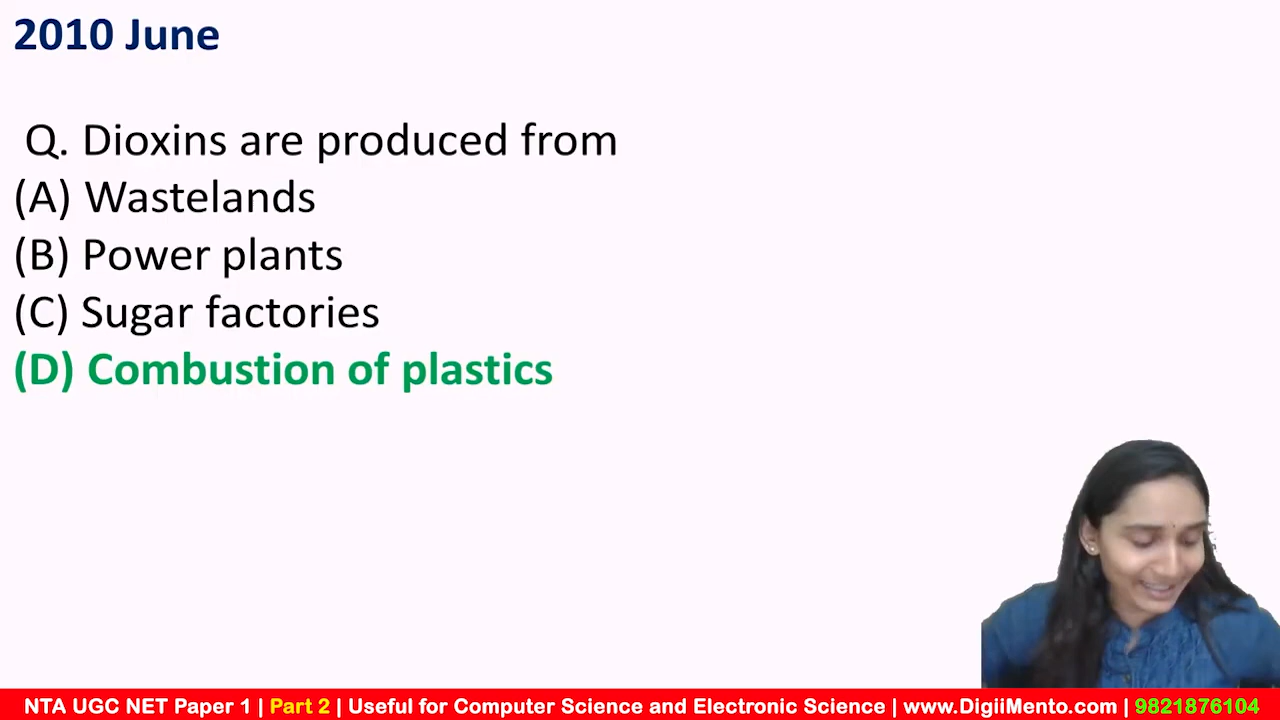 2010 June
Q. Dioxins are produced from
(A) Wastelands
(B) Power plants
(C) Sugar factories
(D) Combustion of plastics
NTA UGC NET Paper 1 | Part 2 | Useful for Computer Science and Electronic Science | www.DigiiMento.com | 9821876104